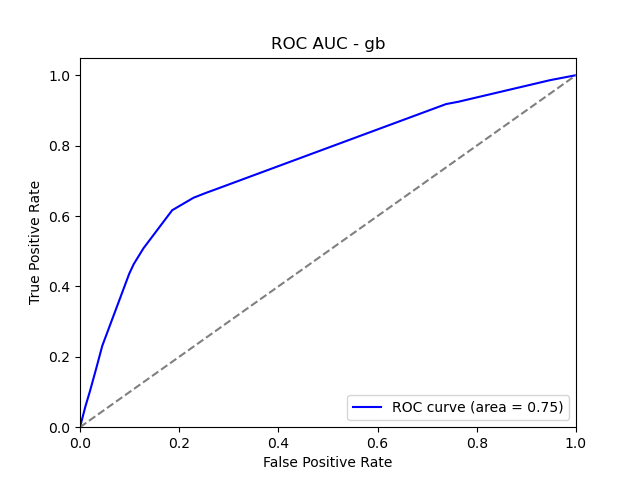 ROC AUC - gb
True Positive Rate
1.0
0.8
0.6
0.4
0.2
0.0
ROC curve (area = 0.75)
0.0 0.2 0.4 0.6 0.8 1.0
False Positive Rate